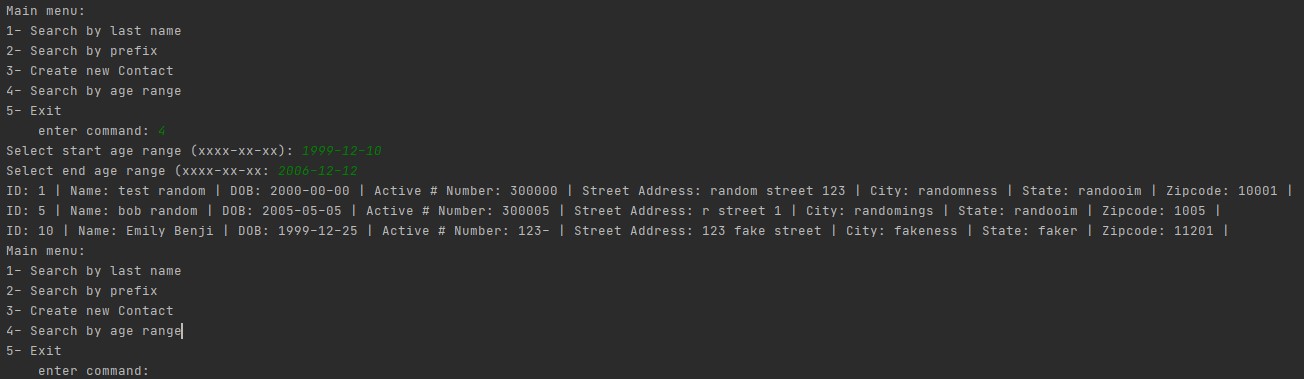 Main menu:
1- Search by last name
2- Search by prefix
3- Create new Contact
4- Search by age range
5- Exit
enter command: 4
Select start age range (xxxx-xx-xx): 1999-12-10
Select end age range (xxxx-xx-xx: 2006-12-12
ID: 1 | Name: test random | DOB: 2000-00-00 | Active # Number: 300000 | Street Address: random street 123 | City: randomness | State: randooim | Zipcode: 10001 |
ID: 5 | Name: bob random | DOB: 2005-05-05 | Active # Number: 300005 | Street Address: r street 1 | City: randomings | State: randooim | Zipcode: 1005 |
ID: 10 | Name: Emily Benji | DOB: 1999-12-25 | Active # Number: 123- | Street Address: 123 fake street | City: fakeness | State: faker | Zipcode: 11201 |
Main menu:
1- Search by last name
2- Search by prefix
3- Create new Contact
4- Search by age range
5- Exit
enter command: